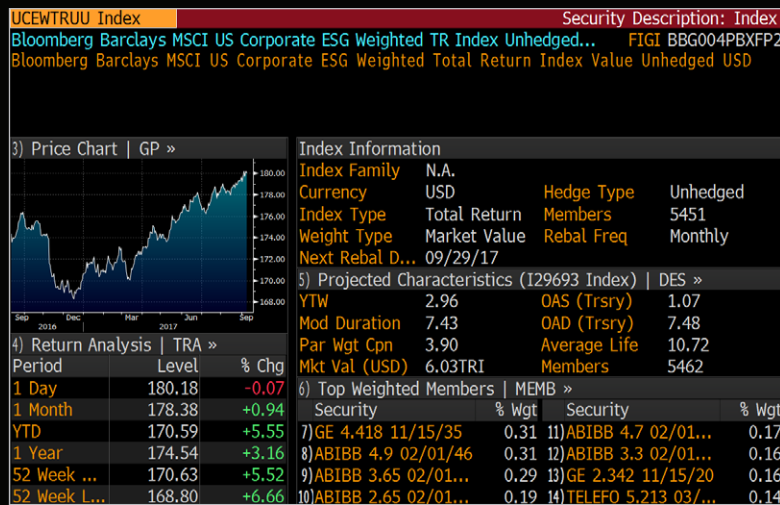 UCEWTRUU Index Security Description: Index
Bloomberg Barclays MSCI US Corporate ESG Weighted TR Index Unhedged... FIGI BBG004PBXFP2
Bloomberg Barclays MSCI US Corporate ESG Weighted Total Return Index Value Unhedged USD
3) Price Chart | GP »
180.00
178.00
176.00
174.00
172.00
170.00
168.00
Sep Dec Mar Jun Sep
2016 2017
Index Information
Index Family N.A.
Currency USD Hedge Type Unhedged
Index Type Total Return Members 5451
Weight Type Market Value Rebal Freq Monthly
Next Rebal D... 09/29/17
5) Projected Characteristics (I29693 Index) | DES »
YTW 2.96 OAS (Trsry) 1.07
Mod Duration 7.43 OAD (Trsry) 7.48
Par Wgt Cpn 3.90 Average Life 10.72
Mkt Val (USD) 6.03TRI Members 5462
4) Return Analysis | TRA »
Period Level % Chg
1 Day 180.18 -0.07
1 Month 178.38 +0.94
YTD 170.59 +5.55
1 Year 174.54 +3.16
52 Week ... 170.63 +5.52
52 Week L... 168.80 +6.66
6) Top Weighted Members | MEMB »
Security % Wgt Security % Wgt
7) GE 4.418 11/15/35 0.31 11) ABIBB 4.7 02/01... 0.17
8) ABIBB 4.9 02/01/46 0.31 12) ABIBB 3.3 02/01... 0.16
9) ABIBB 3.65 02/01... 0.29 13) GE 2.342 11/15/20 0.16
10) ABIBB 2.65 02/01... 0.19 14) TELEFO 5.213 03/... 0.14